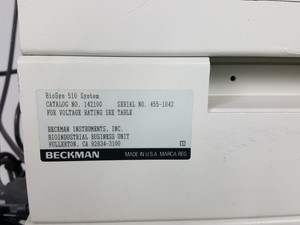 BioSys 510 System
CATALOG NO. 142100 SERIAL NO. 455-1042
FOR VOLTAGE RATING SEE TABLE
BECKMAN INSTRUMENTS, INC.
BIOINDUSTRIAL BUSINESS UNIT
FULLERTON, CA 92834-3100
BECKMAN MADE IN U.S.A. MARCA REG.